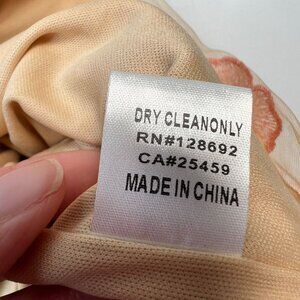 DRY CLEANONLY
RN#128692
CA#25459
MADE IN CHINA